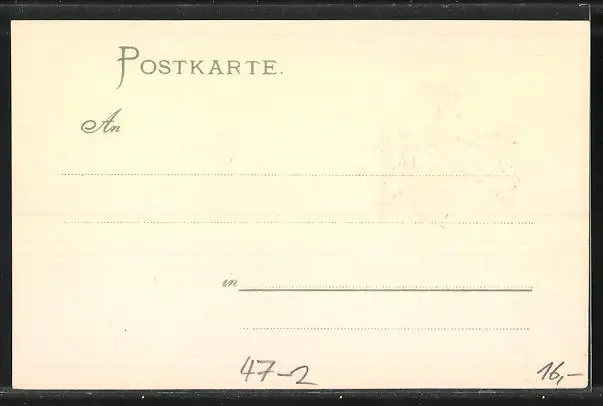 POSTKARTE.
An
in
47-2
16,-